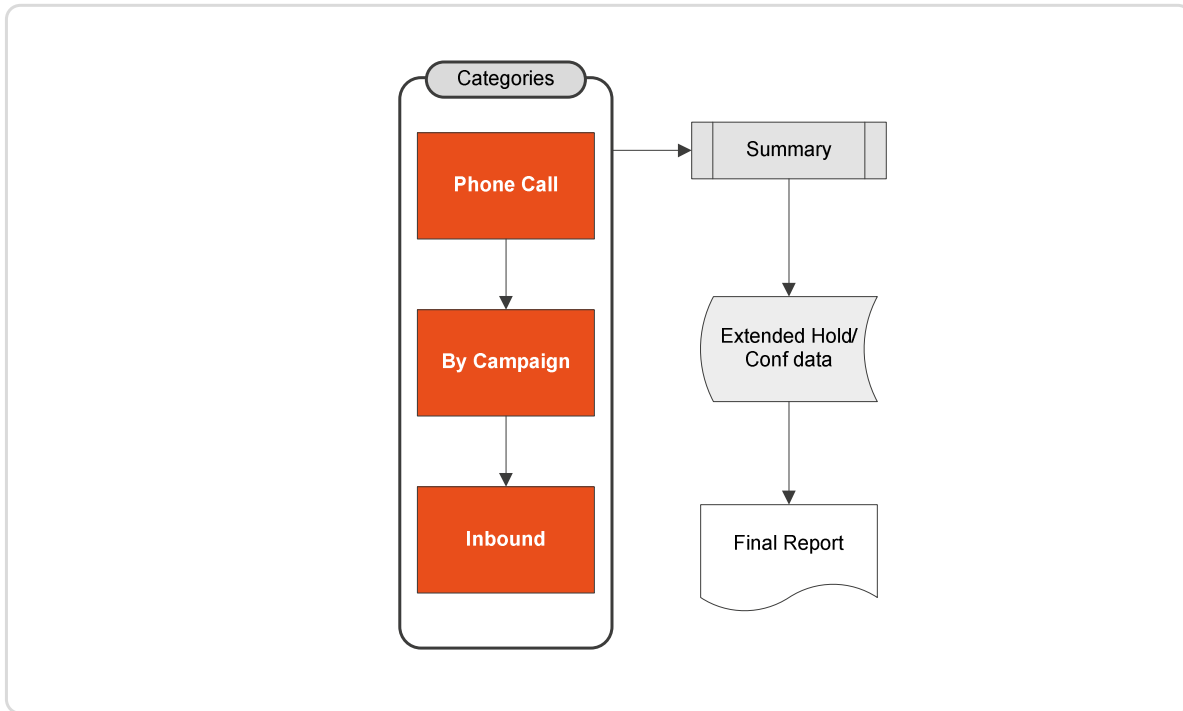 Categories
Phone Call
By Campaign
Inbound
Summary
Extended Hold/
Conf data
Final Report